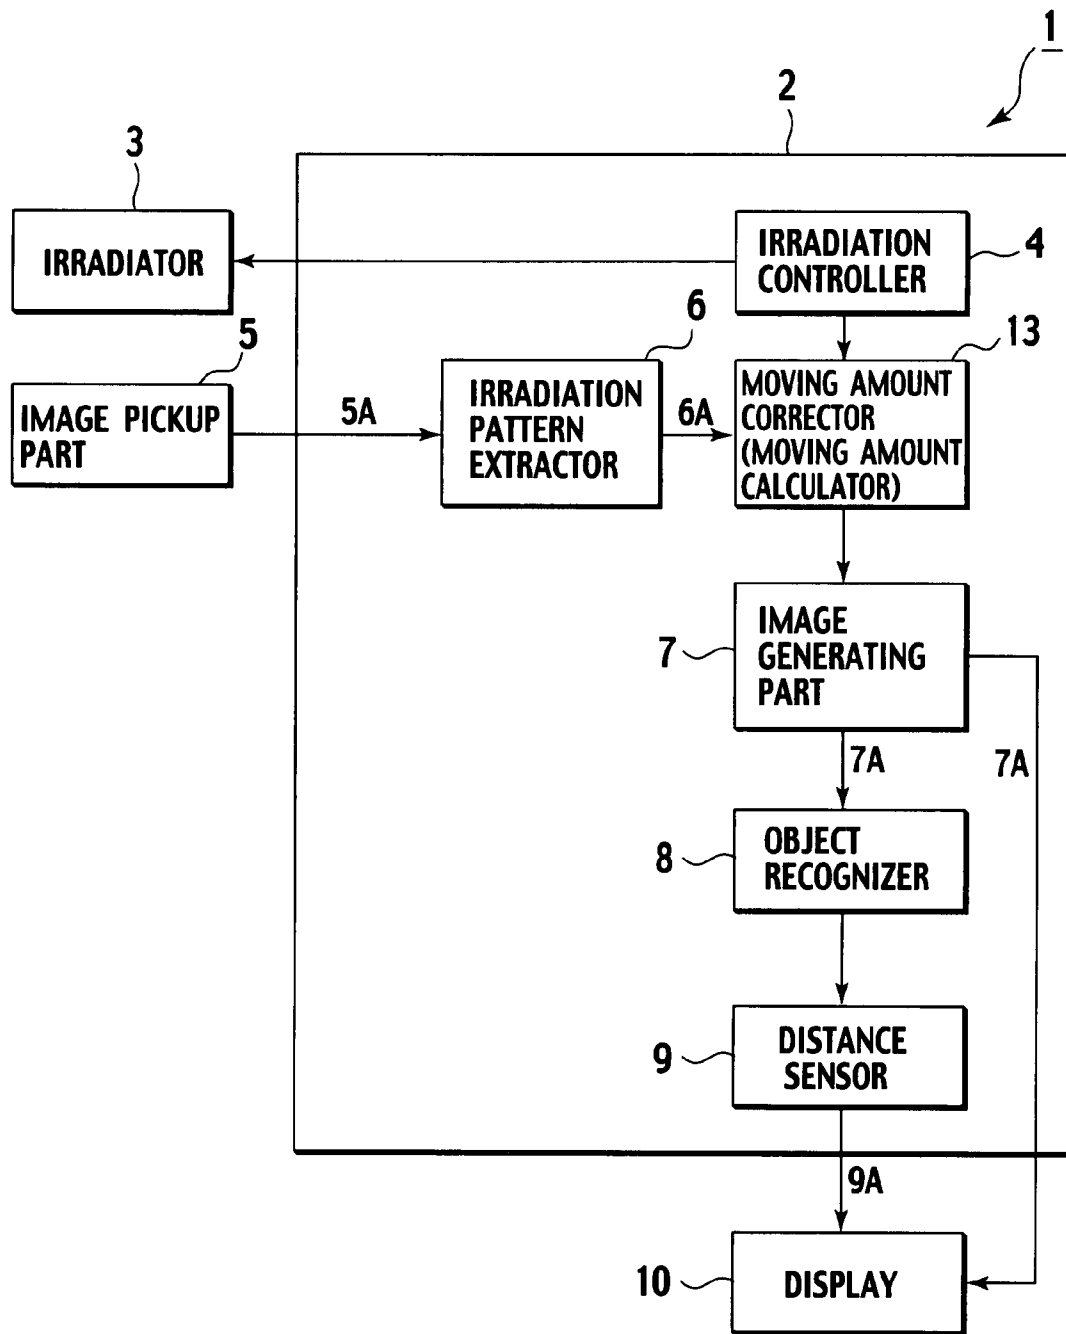 1
2
3
IRRADIATOR
IRRADIATION
CONTROLLER
4
5
6
13
IMAGE PICKUP
PART
5A
IRRADIATION
PATTERN
EXTRACTOR
6A
MOVING AMOUNT
CORRECTOR
(MOVING AMOUNT
CALCULATOR)
7
IMAGE
GENERATING
PART
7A
7A
8
OBJECT
RECOGNIZER
9
DISTANCE
SENSOR
9A
10
DISPLAY